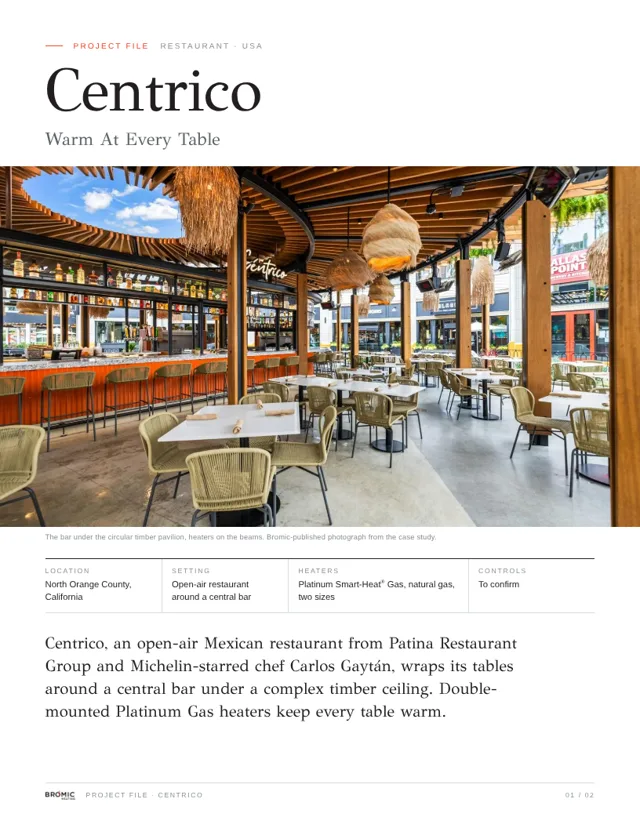 PROJECT FILE RESTAURANT · USA
Centrico
Warm At Every Table
Centrico
DALLAS
POINT
The bar under the circular timber pavilion, heaters on the beams. Bromic-published photograph from the case study.
LOCATION
North Orange County,
California
SETTING
Open-air restaurant
around a central bar
HEATERS
Platinum Smart-Heat® Gas, natural gas,
two sizes
CONTROLS
To confirm
Centrico, an open-air Mexican restaurant from Patina Restaurant
Group and Michelin-starred chef Carlos Gaytán, wraps its tables
around a central bar under a complex timber ceiling. Double-
mounted Platinum Gas heaters keep every table warm.
BROMIC
HEATING
PROJECT FILE · CENTRICO
01 / 02